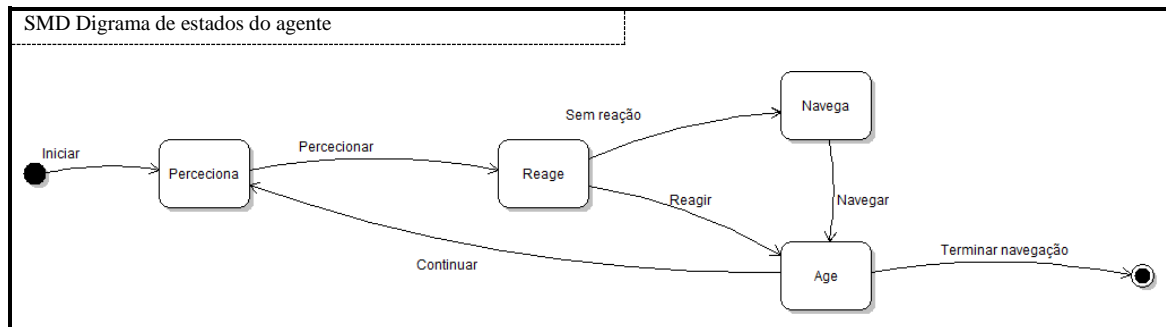 SMD Digrama de estados do agente
Iniciar
Perceciona
Percecionar
Reage
Sem reação
Navega
Reagir
Navegar
Continuar
Age
Terminar navegação